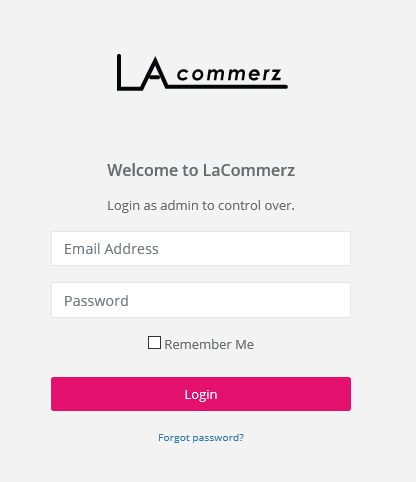 LA commerz
Welcome to LaCommerz
Login as admin to control over.
Email Address
Password
Remember Me
Login
Forgot password?